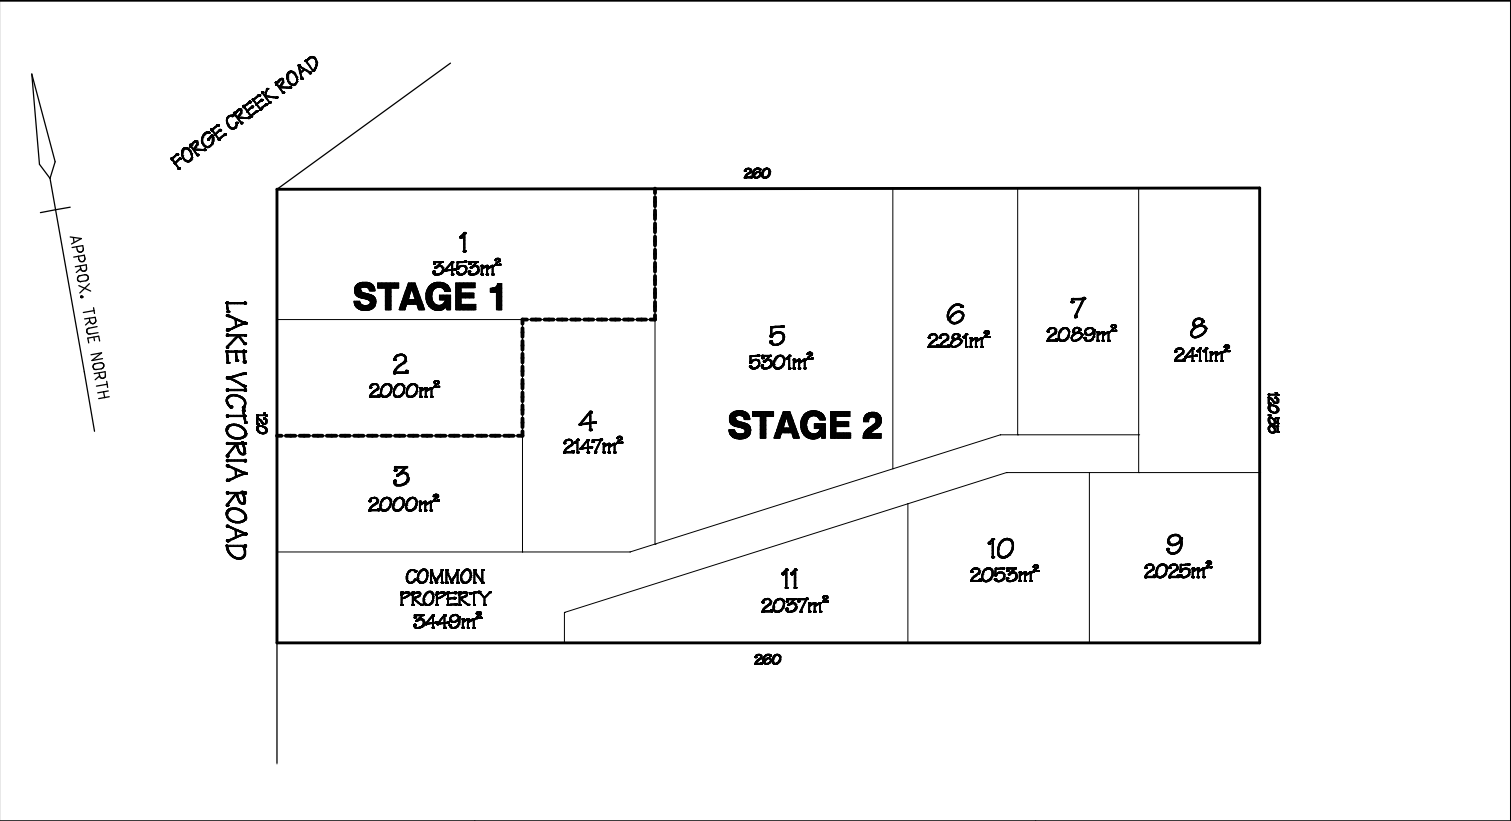 FORGE CREEK ROAD
APPROX. TRUE NORTH
LAKE VICTORIA ROAD
260
120
1
3453m²
STAGE 1
2
2000m²
3
2000m²
4
2147m²
5
5301m²
STAGE 2
6
2281m²
7
2089m²
8
2411m²
COMMON
PROPERTY
3449m²
11
2037m²
10
2053m²
9
2025m²
260